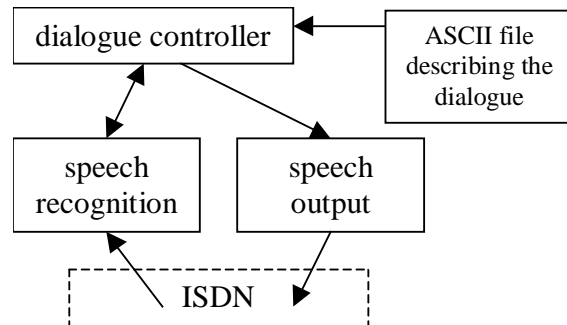 dialogue controller
ASCII file
describing the
dialogue
speech
recognition
speech
output
ISDN